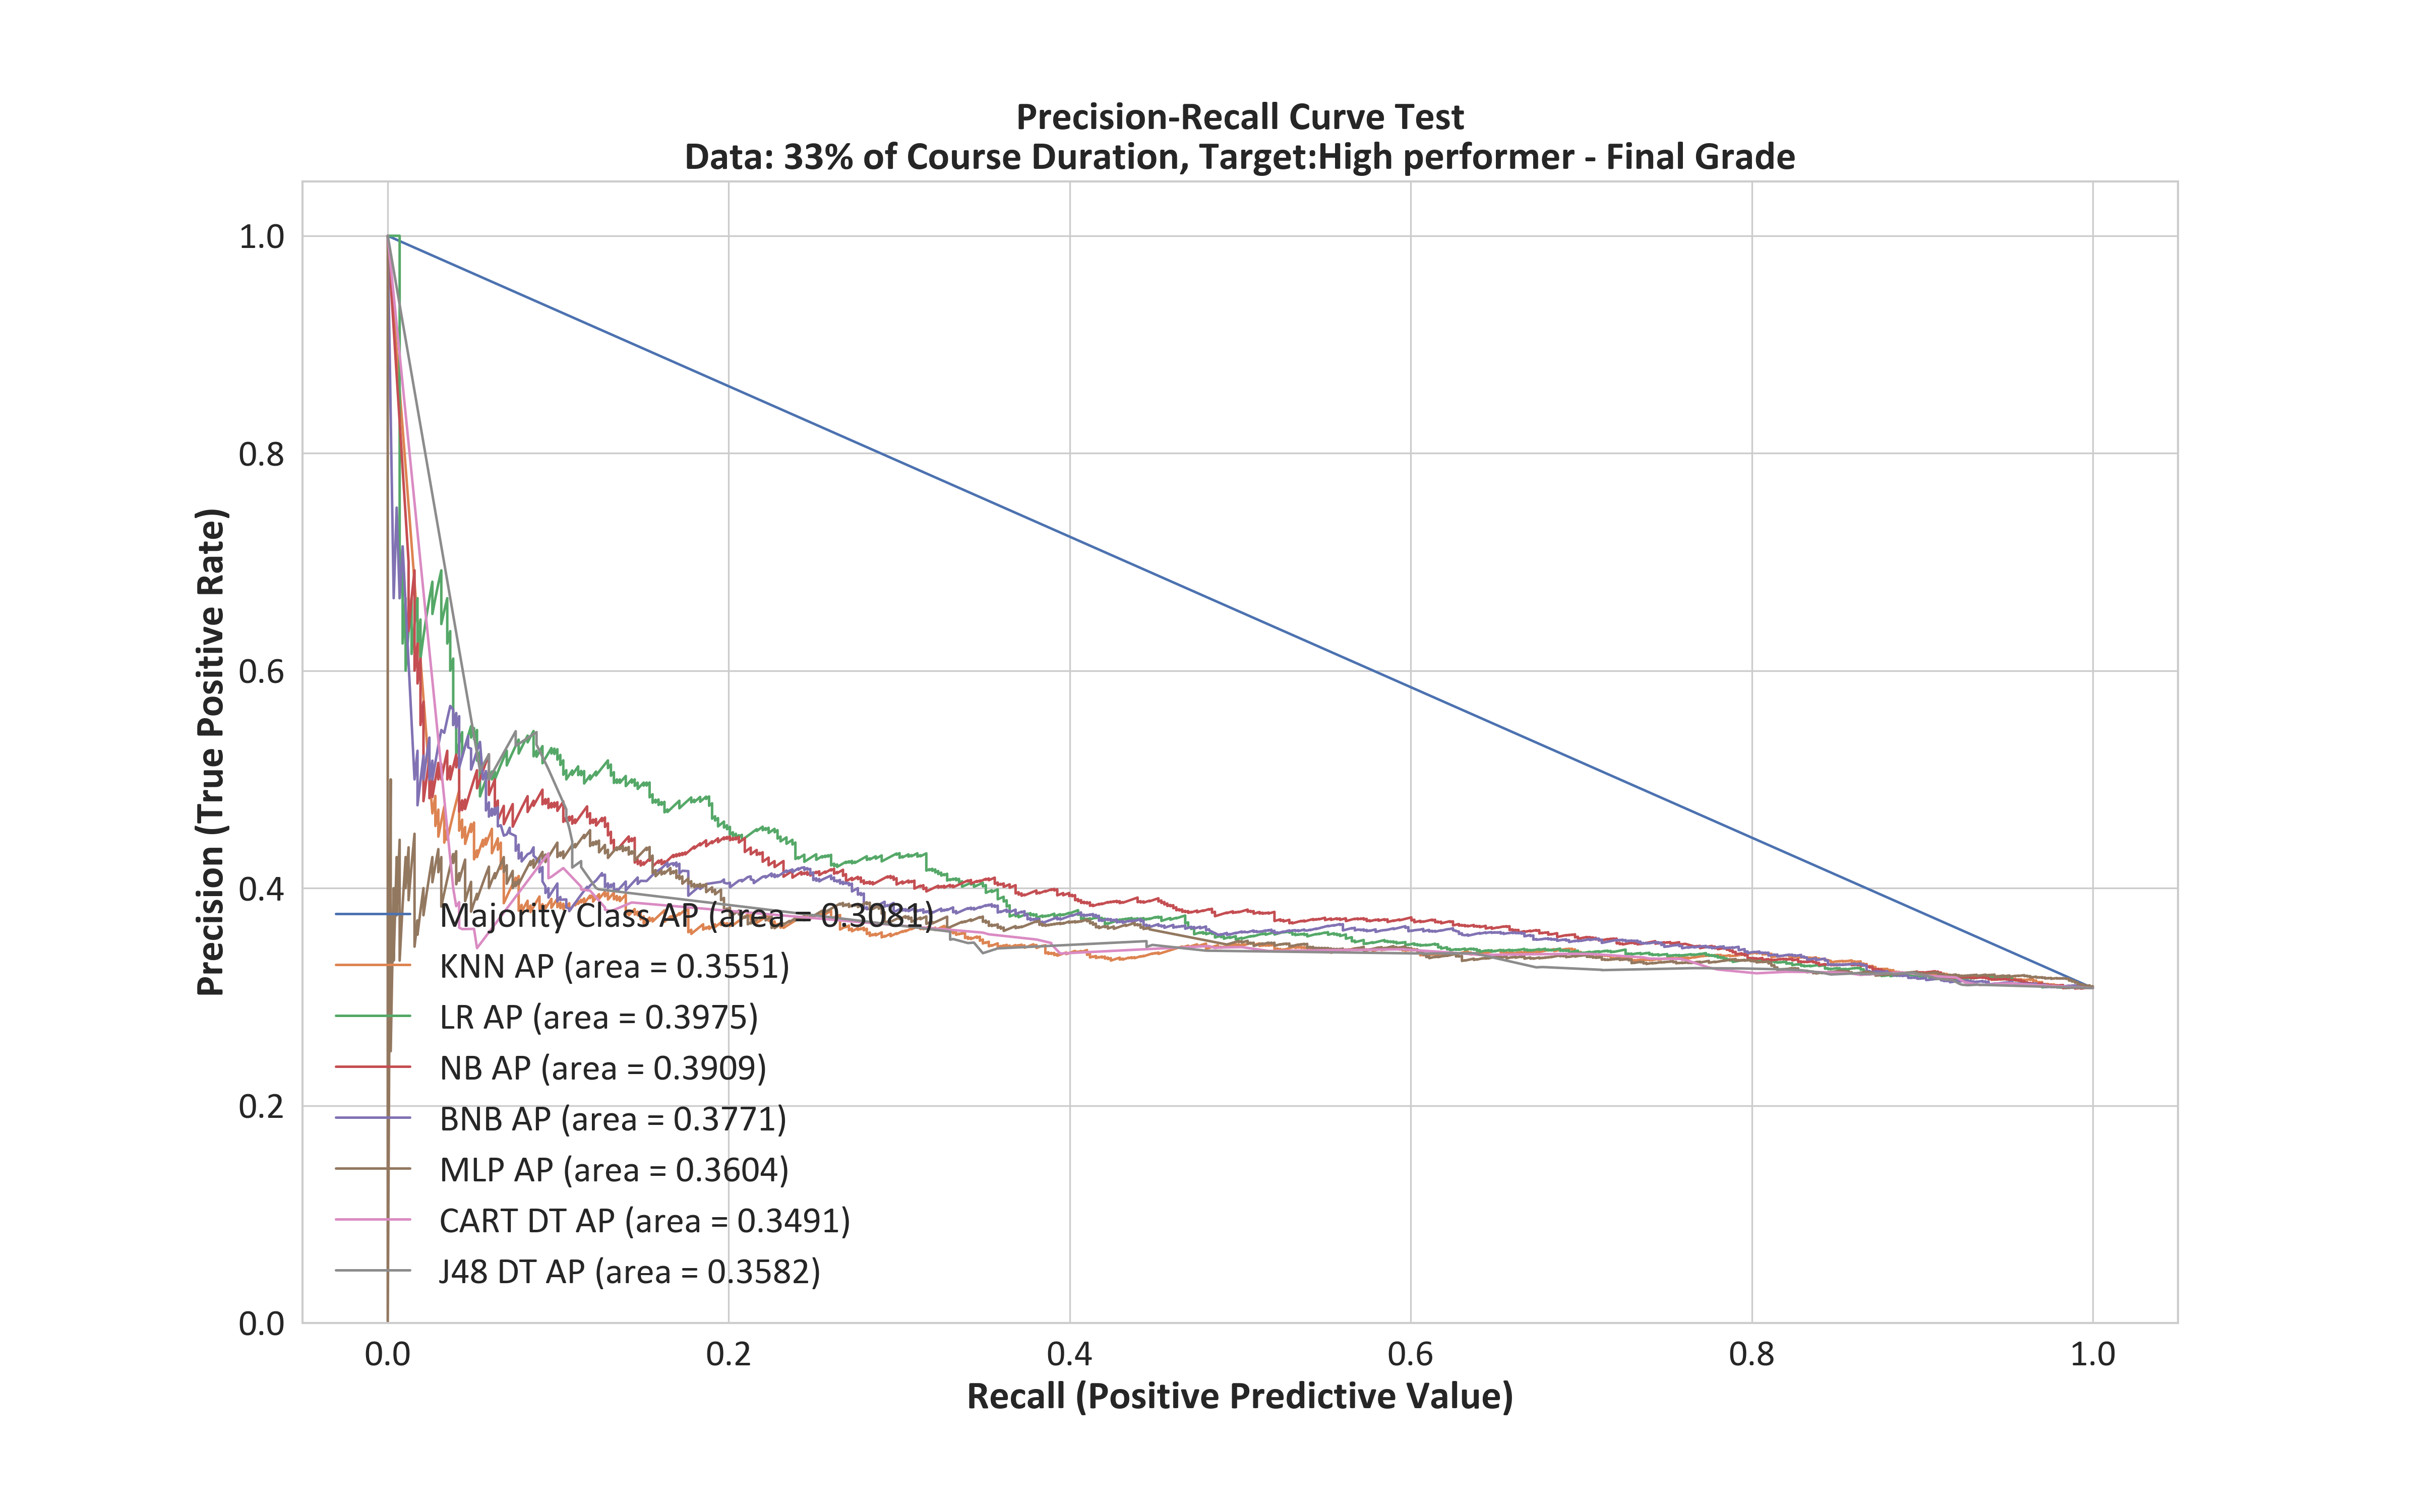 Precision-Recall Curve Test
Data: 33% of Course Duration, Target:High performer - Final Grade
Precision (True Positive Rate)
1.0
0.8
0.6
0.4
0.2
0.0
Majority Class AP (area = 0.3081)
KNN AP (area = 0.3551)
LR AP (area = 0.3975)
NB AP (area = 0.3909)
BNB AP (area = 0.3771)
MLP AP (area = 0.3604)
CART DT AP (area = 0.3491)
J48 DT AP (area = 0.3582)
0.0 0.2 0.4 0.6 0.8 1.0
Recall (Positive Predictive Value)